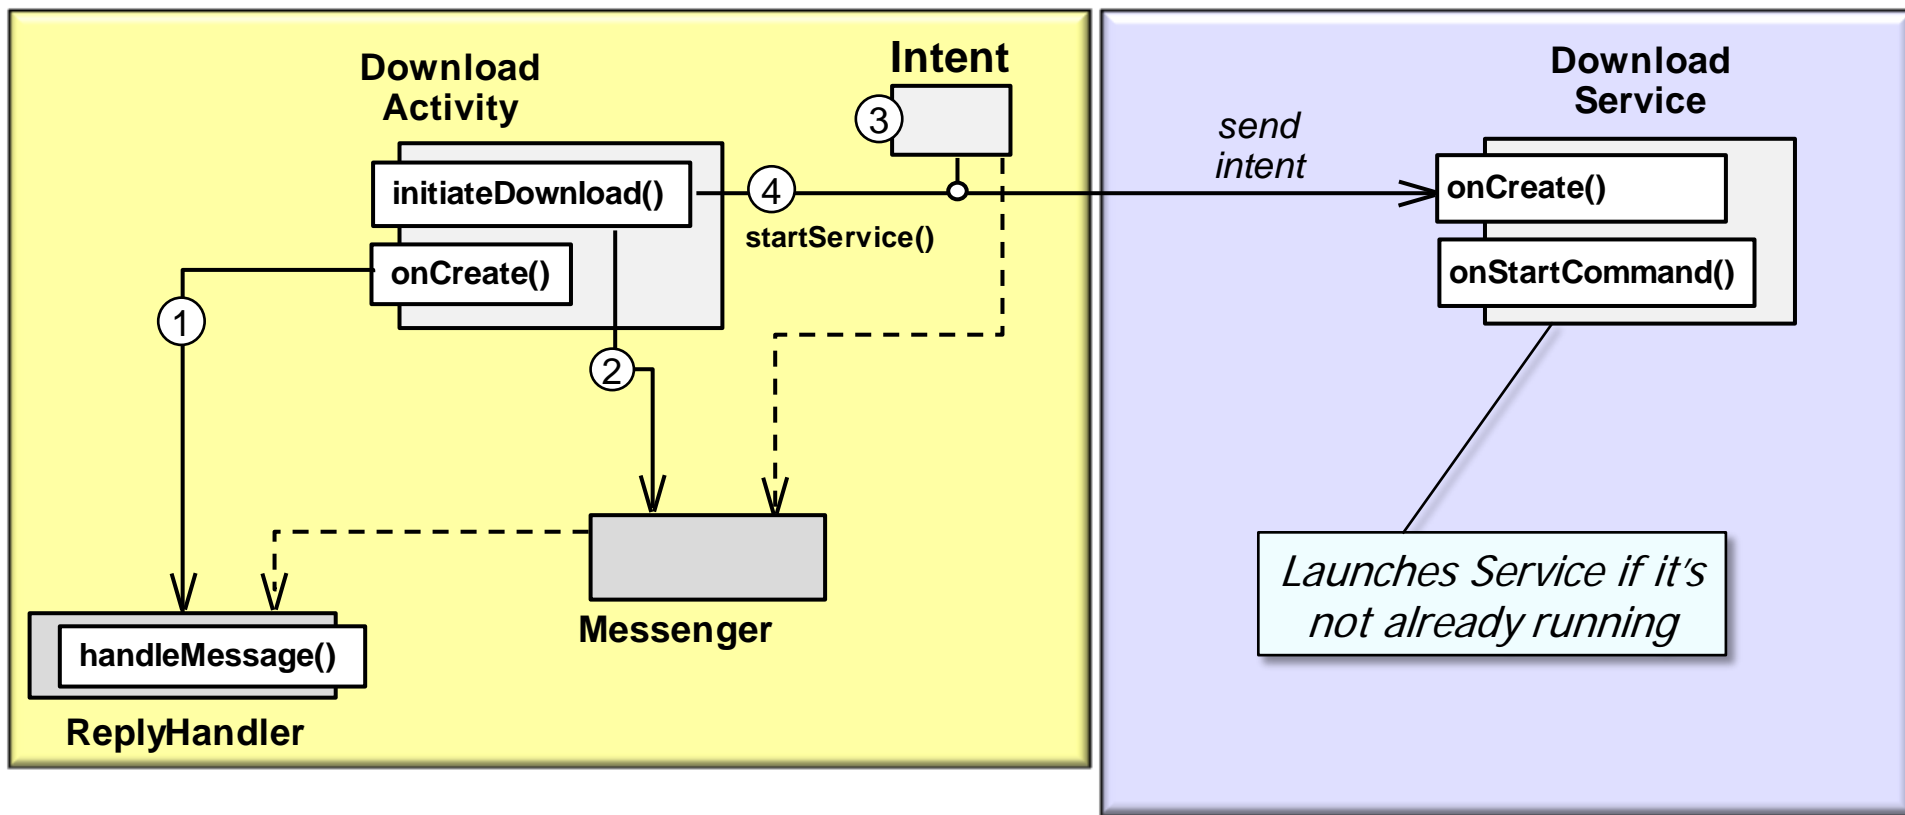 Download
Activity
Intent
3
initiateDownload()
4
startService()
onCreate()
1
2
Messenger
handleMessage()
ReplyHandler
send
intent
Download
Service
onCreate()
onStartCommand()
Launches Service if it's
not already running